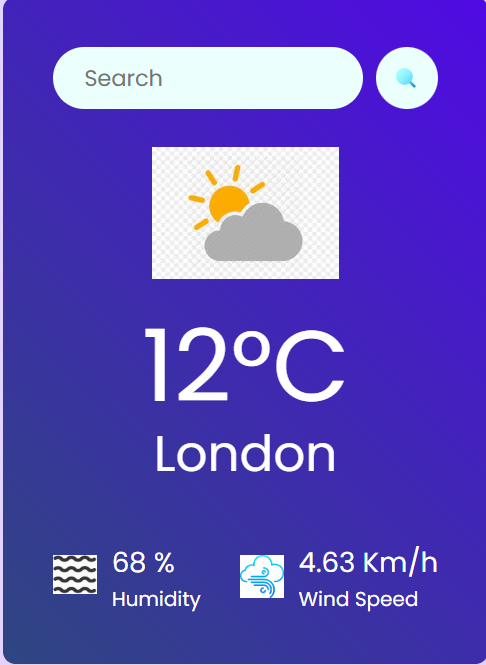 Search
12°C
London
68 %
Humidity
4.63 Km/h
Wind Speed